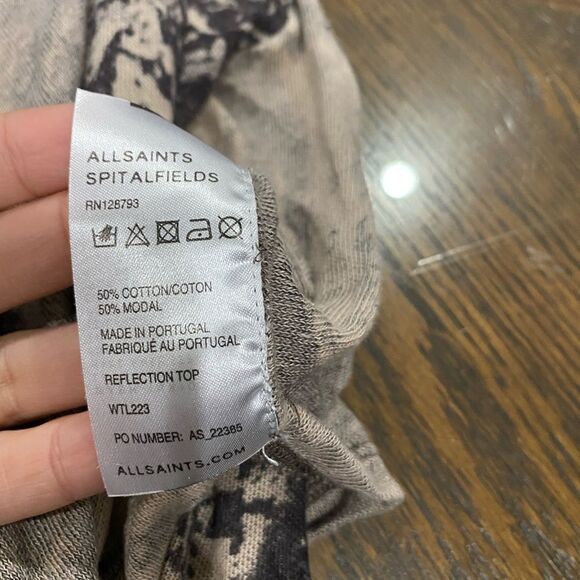 ALLSAINTS
SPITALFIELDS
RN128793
50% COTTON/COTON
50% MODAL
MADE IN PORTUGAL
FABRIQUÉ AU PORTUGAL
REFLECTION TOP
WTL223
PO NUMBER: AS_22385
ALLSAINTS.COM